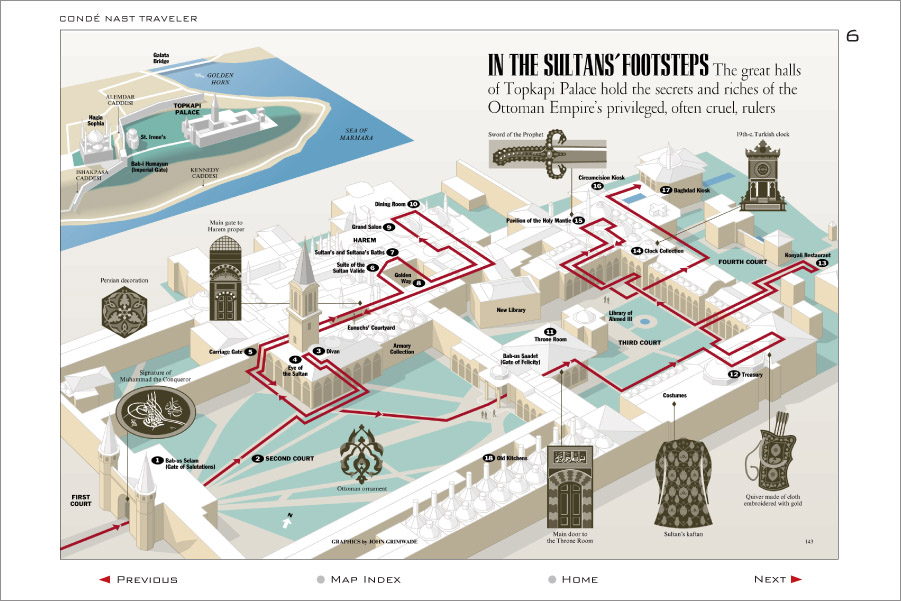 CONDÉ NAST TRAVELER
6
IN THE SULTANS' FOOTSTEPS The great halls
of Topkapi Palace hold the secrets and riches of the
Ottoman Empire's privileged, often cruel, rulers
Galata
Bridge
GOLDEN
HORN
ALEMDAR
CADDESI
TOPKAPI
PALACE
Hagia
Sophia
St. Irene's
SEA OF
MARMARA
Bab-i Humayun
(Imperial Gate)
ISHAKPASA
CADDESI
KENNEDY
CADDESI
Sword of the Prophet
19th-c. Turkish clock
Circumcision Kiosk
16
17 Baghdad Kiosk
Dining Room 10
Pavilion of the Holy Mantle 15
Main gate to
Harem proper
Grand Salon 9
HAREM
14 Clock Collection
Sultan's and Sultana's Baths 7
FOURTH COURT
Konyali Restaurant
13
Suite of the
Sultan Valide
6
Golden
Way 8
Persian decoration
New Library
Library of
Ahmed III
Eunuchs' Courtyard
11
Throne Room
THIRD COURT
Carriage Gate 5
3 Divan
Armory
Collection
4
Eye of
the Sultan
Bab-us Saadet
(Gate of Felicity)
12 Treasury
Signature of
Muhammad the Conqueror
Costumes
1 Bab-us Selam
(Gate of Salutations)
2 SECOND COURT
18 Old Kitchens
Ottoman ornament
FIRST
COURT
N
Quiver made of cloth
embroidered with gold
Main door to
the Throne Room
Sultan's kaftan
GRAPHICS by JOHN GRIMWADE
143
PREVIOUS
MAP INDEX
HOME
NEXT